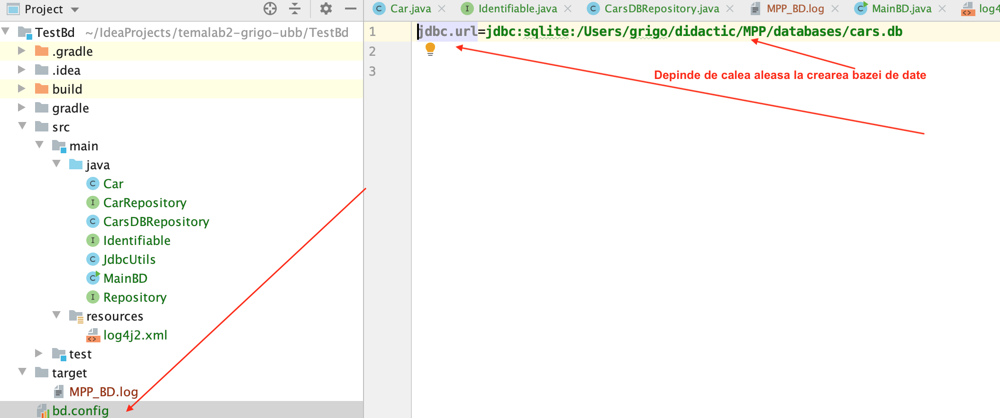 Project
TestBd ~/IdeaProjects/temalab2-grigo-ubb/TestBd
.gradle
.idea
build
gradle
src
main
java
C Car
I CarRepository
C CarsDBRepository
I Identifiable
C JdbcUtils
C MainBD
I Repository
resources
<> log4j2.xml
test
target
MPP_BD.log
bd.config
C Car.java I Identifiable.java C CarsDBRepository.java MPP_BD.log C MainBD.java <> log4
1 jdbc.url=jdbc:sqlite:/Users/grigo/didactic/MPP/databases/cars.db
2
3
Depinde de calea aleasa la crearea bazei de date